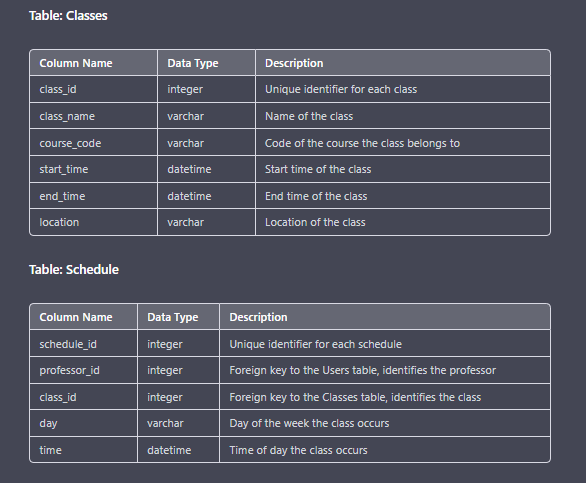 Table: Classes
Column Name Data Type Description
class_id integer Unique identifier for each class
class_name varchar Name of the class
course_code varchar Code of the course the class belongs to
start_time datetime Start time of the class
end_time datetime End time of the class
location varchar Location of the class
Table: Schedule
Column Name Data Type Description
schedule_id integer Unique identifier for each schedule
professor_id integer Foreign key to the Users table, identifies the professor
class_id integer Foreign key to the Classes table, identifies the class
day varchar Day of the week the class occurs
time datetime Time of day the class occurs